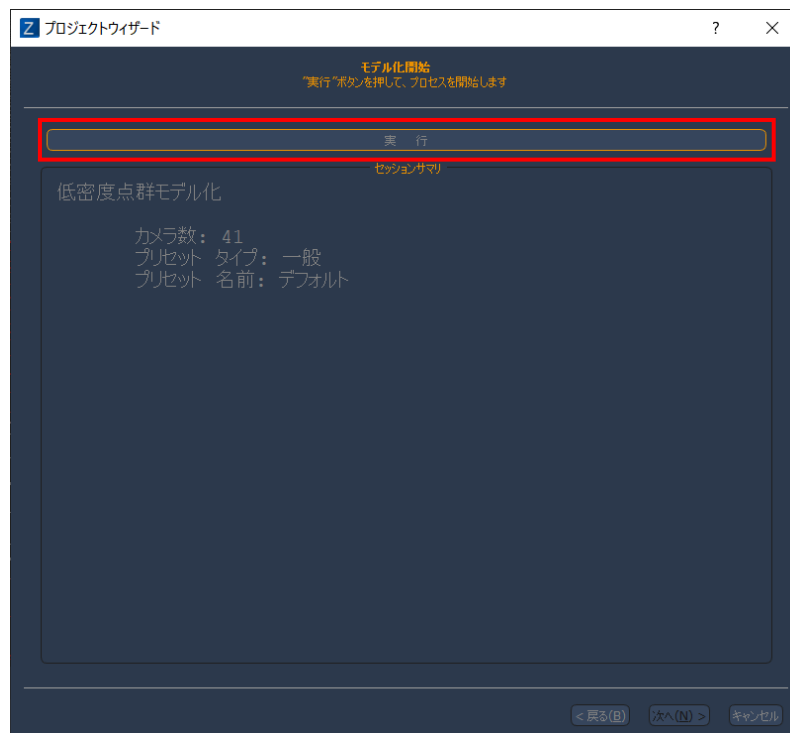 Z プロジェクトウィザード ? ×
モデル化開始
"実行"ボタンを押して、プロセスを開始します
実 行
セッションサマリ
低密度点群モデル化
カメラ数: 41
プリセット タイプ: 一般
プリセット 名前: デフォルト
< 戻る(B) 次へ(N) > キャンセル